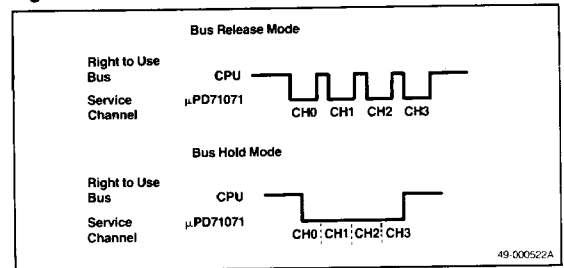 Bus Release Mode
Right to Use
Bus
CPU
Service
Channel
µPD71071
CH0 CH1 CH2 CH3
Bus Hold Mode
Right to Use
Bus
CPU
Service
Channel
µPD71071
CH0 CH1 CH2 CH3
49-000522A